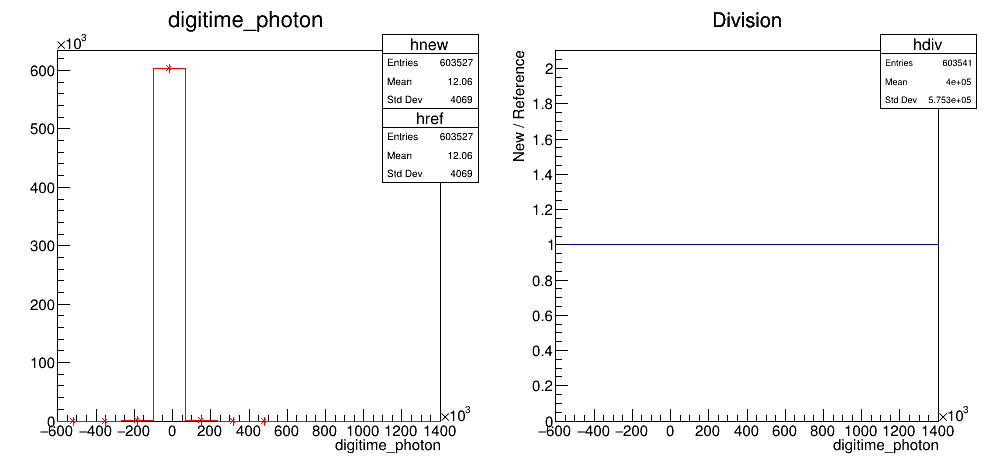 digitime_photon
×10³
hnew
Entries 603527
Mean 12.06
Std Dev 4069
href
Entries 603527
Mean 12.06
Std Dev 4069
600
500
400
300
200
100
0
−600 −400 −200 0 200 400 600 800 1000 1200 1400
×10³
digitime_photon
Division
hdiv
Entries 603541
Mean 4e+05
Std Dev 5.753e+05
New / Reference
2
1.8
1.6
1.4
1.2
1
0.8
0.6
0.4
0.2
0
−600 −400 −200 0 200 400 600 800 1000 1200 1400
×10³
digitime_photon